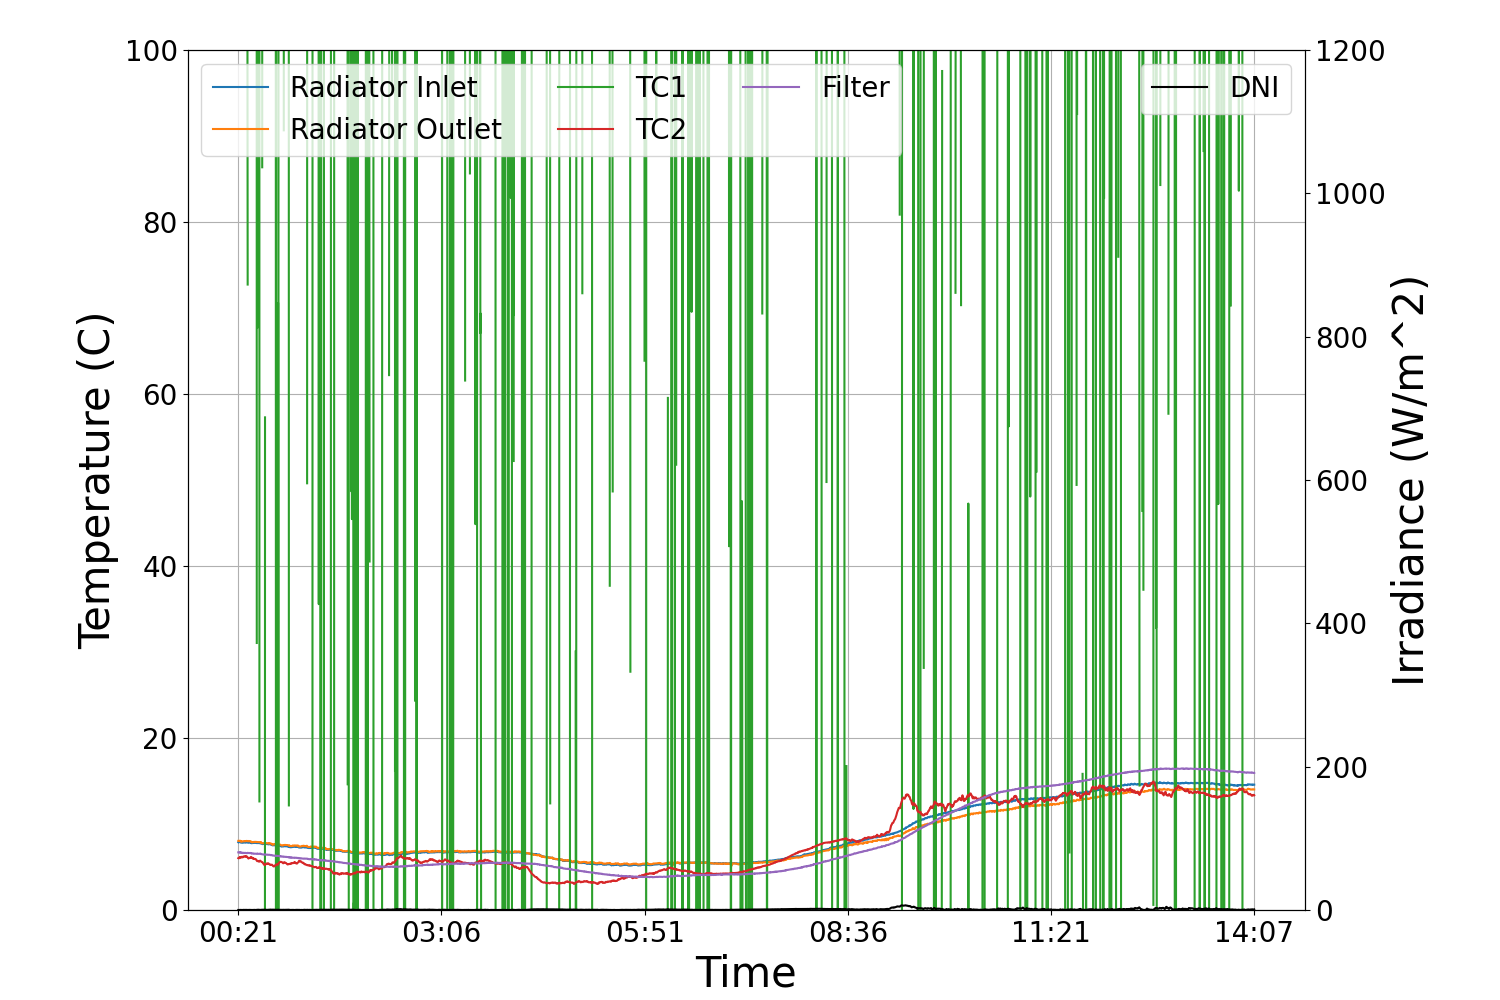 100
80
60
40
20
0
Temperature (C)
Radiator Inlet
Radiator Outlet
TC1
TC2
Filter
DNI
1200
1000
800
600
400
200
0
Irradiance (W/m^2)
00:21
03:06
05:51
08:36
11:21
14:07
Time